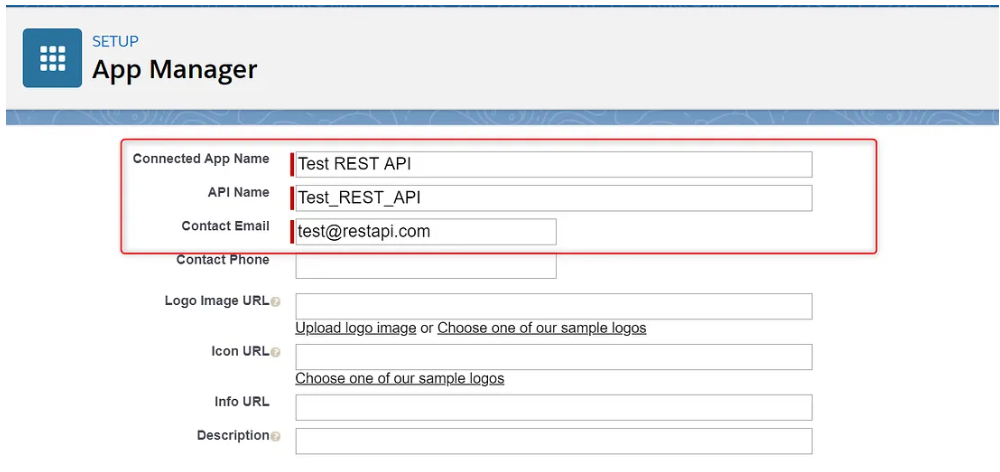 SETUP
App Manager
Connected App Name Test REST API
API Name Test_REST_API
Contact Email test@restapi.com
Contact Phone
Logo Image URL ?
Upload logo image or Choose one of our sample logos
Icon URL ?
Choose one of our sample logos
Info URL
Description ?